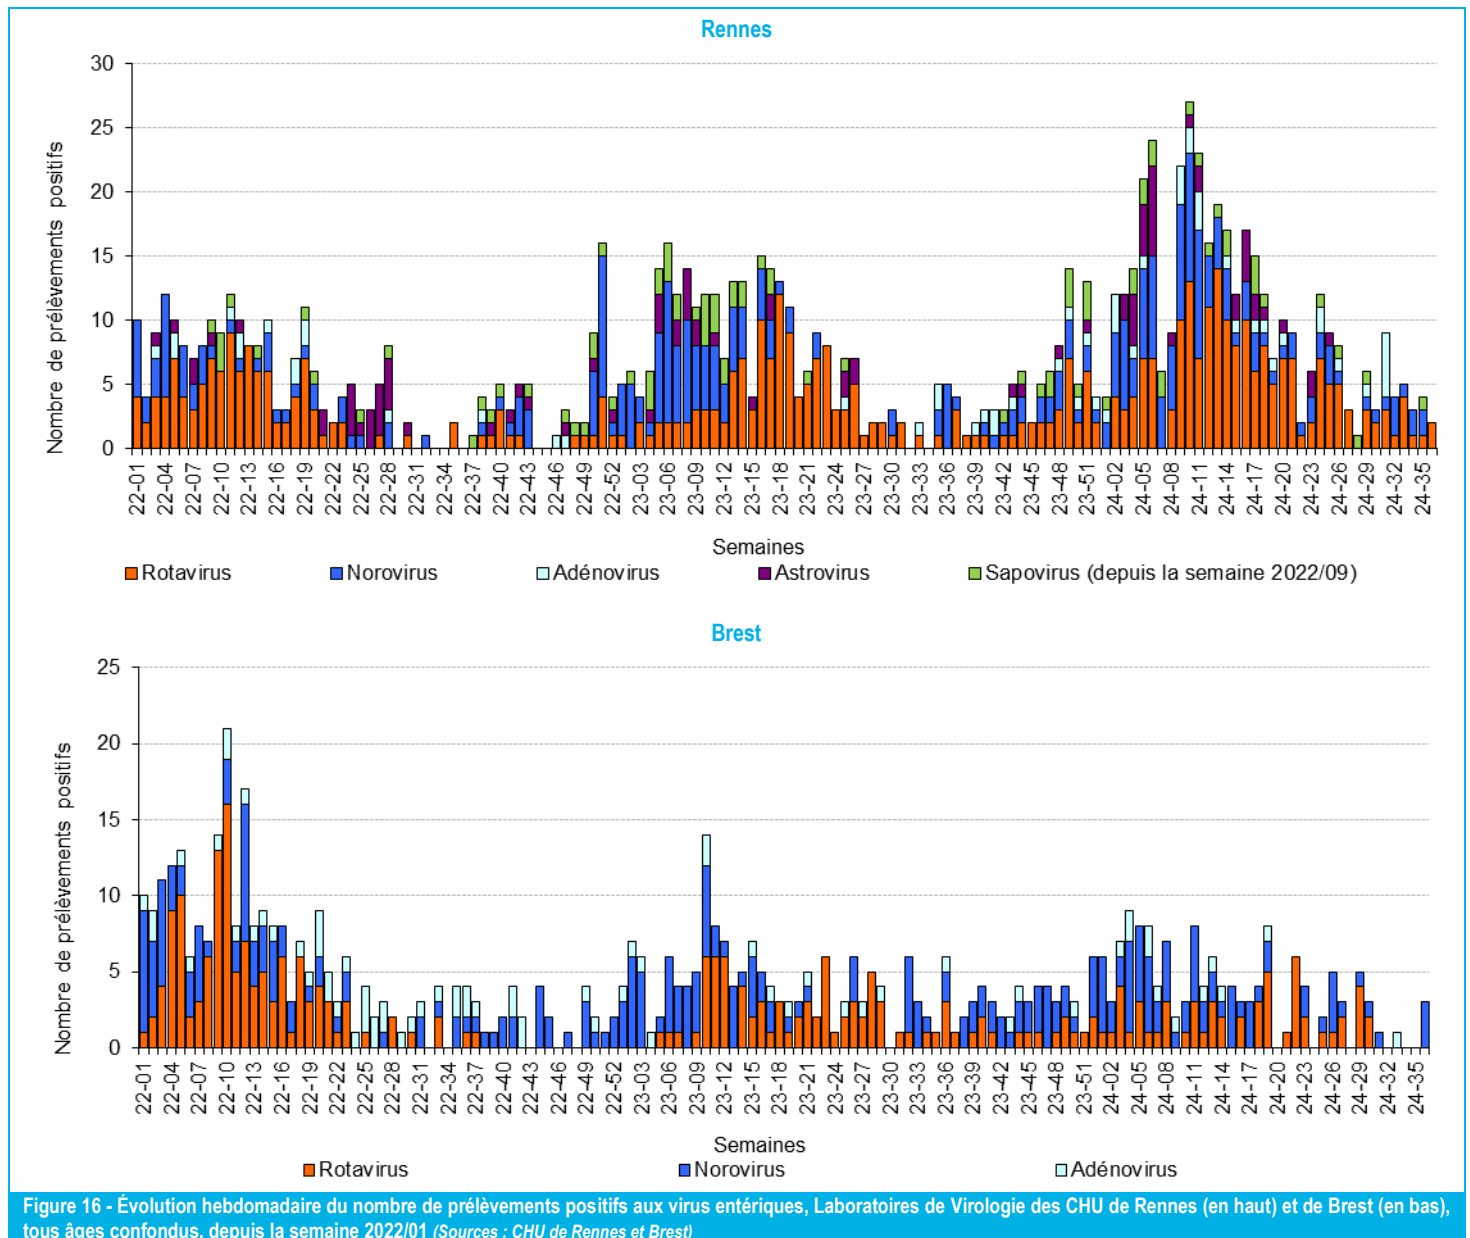 Rennes
Nombre de prélèvements positifs
30
25
20
15
10
5
0
22-01 22-04 22-07 22-10 22-13 22-16 22-19 22-22 22-25 22-28 22-31 22-34 22-37 22-40 22-43 22-46 22-49 22-52 23-03 23-06 23-09 23-12 23-15 23-18 23-21 23-24 23-27 23-30 23-33 23-36 23-39 23-42 23-45 23-48 23-51 24-02 24-05 24-08 24-11 24-14 24-17 24-20 24-23 24-26 24-29 24-32 24-35
Semaines
Rotavirus Norovirus Adénovirus Astrovirus Sapovirus (depuis la semaine 2022/09)
Brest
Nombre de prélèvements positifs
25
20
15
10
5
0
22-01 22-04 22-07 22-10 22-13 22-16 22-19 22-22 22-25 22-28 22-31 22-34 22-37 22-40 22-43 22-46 22-49 22-52 23-03 23-06 23-09 23-12 23-15 23-18 23-21 23-24 23-27 23-30 23-33 23-36 23-39 23-42 23-45 23-48 23-51 24-02 24-05 24-08 24-11 24-14 24-17 24-20 24-23 24-26 24-29 24-32 24-35
Semaines
Rotavirus Norovirus Adénovirus
Figure 16 - Évolution hebdomadaire du nombre de prélèvements positifs aux virus entériques, Laboratoires de Virologie des CHU de Rennes (en haut) et de Brest (en bas),
tous âges confondus, depuis la semaine 2022/01 (Sources : CHU de Rennes et Brest)